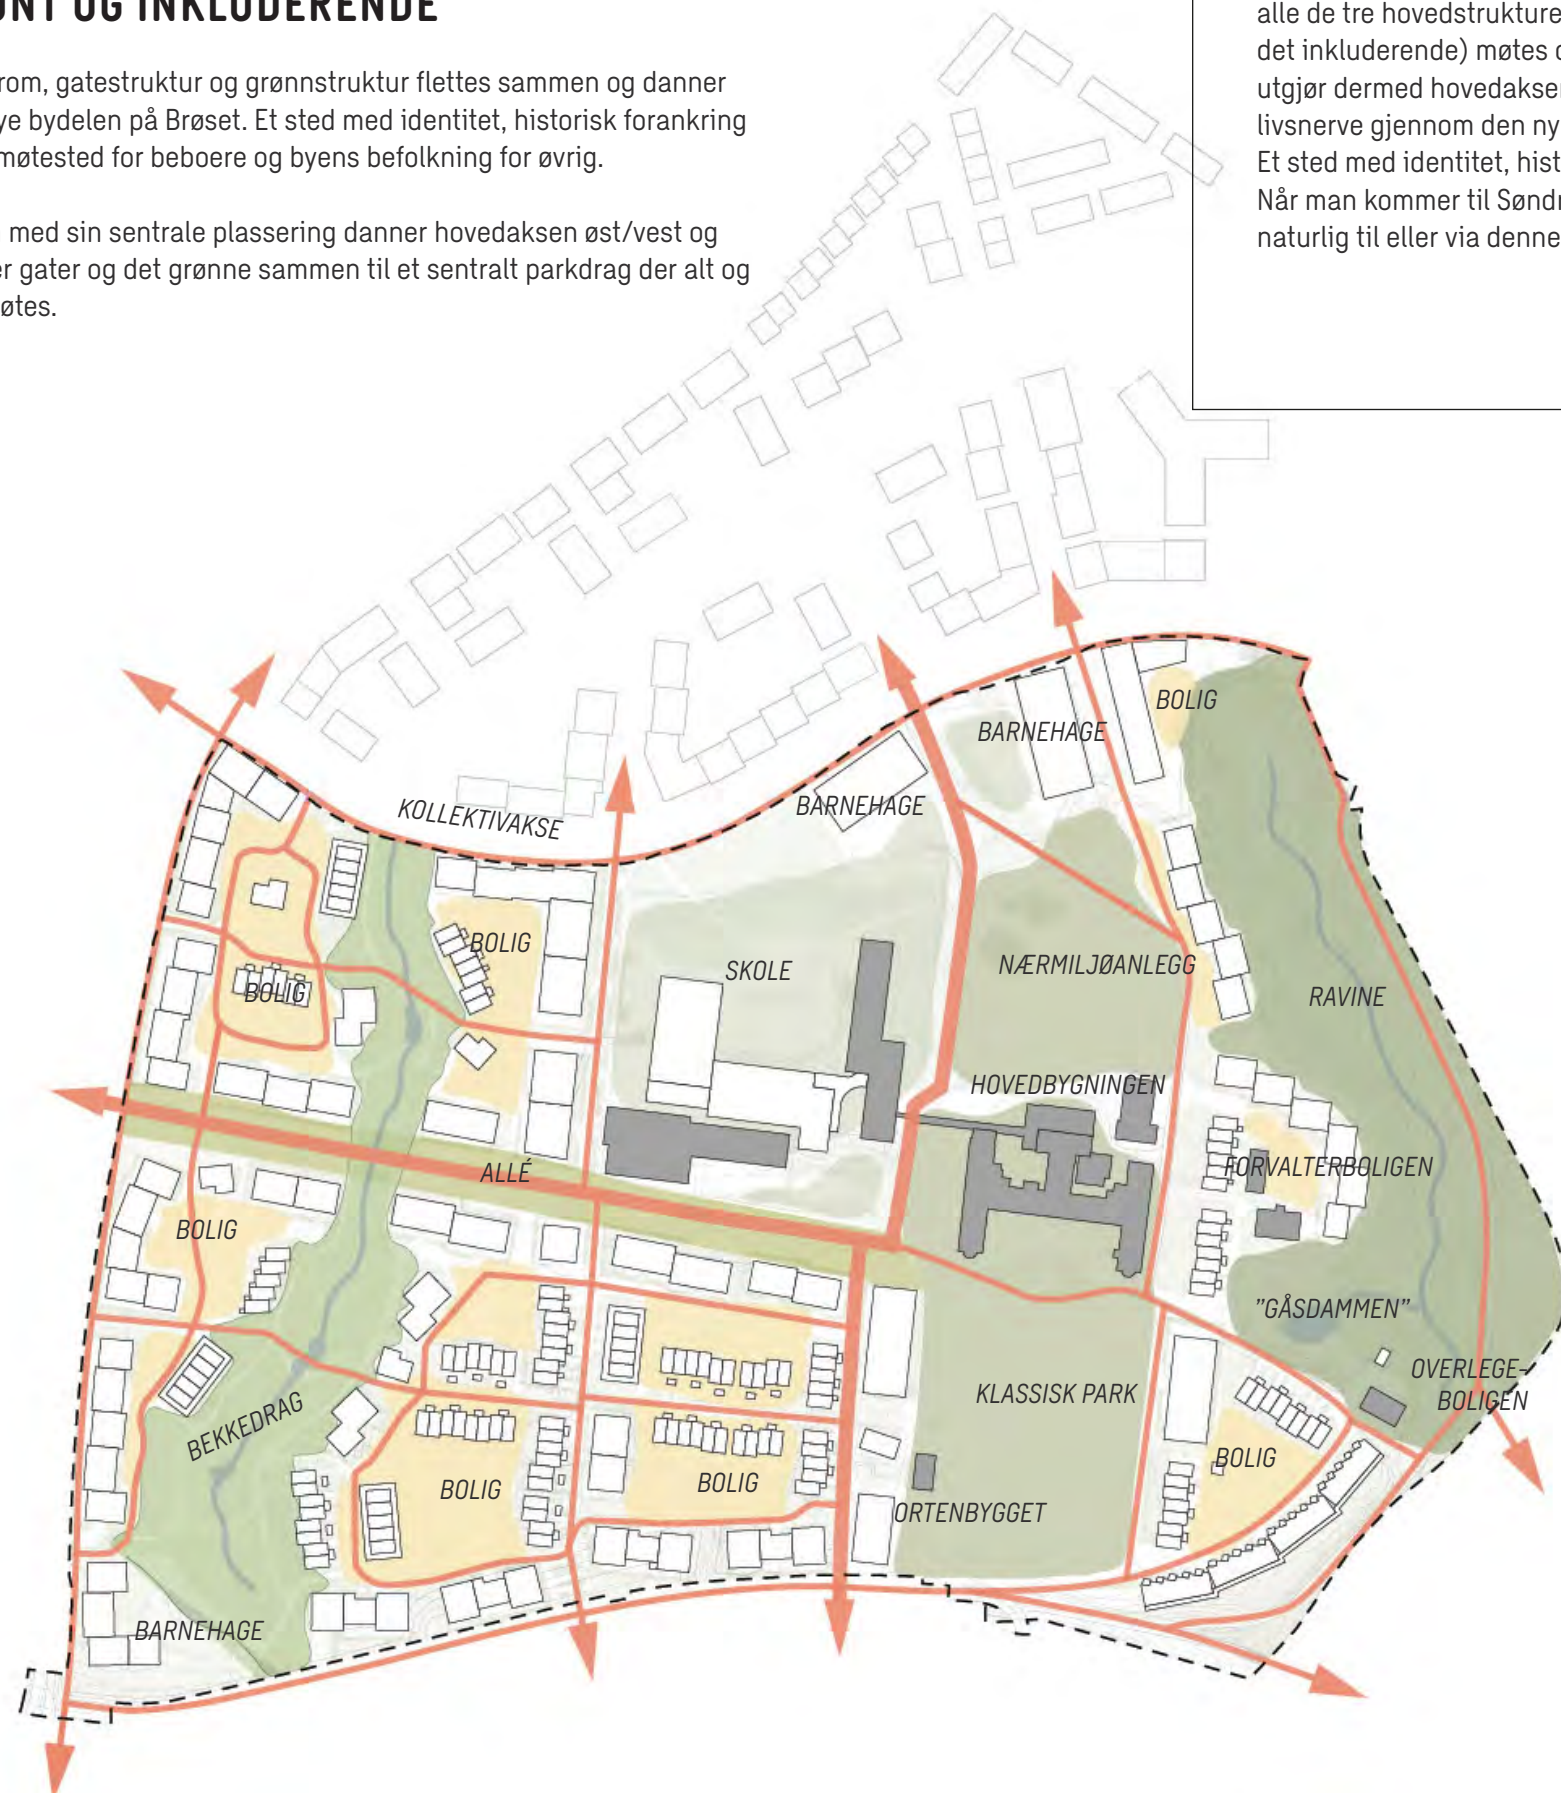 UNT OG INKLUDERENDE
rom, gatestruktur og grønnstruktur flettes sammen og danner
ye bydelen på Brøset. Et sted med identitet, historisk forankring
møtested for beboere og byens befolkning for øvrig.
med sin sentrale plassering danner hovedaksen øst/vest og
er gater og det grønne sammen til et sentralt parkdrag der alt og
øtes.
alle de tre hovedstrukture
det inkluderende) møtes o
utgjør dermed hovedaksen
livsnerve gjennom den ny
Et sted med identitet, hist
Når man kommer til Søndr
naturlig til eller via denne
BOLIG
BARNEHAGE
BARNEHAGE
KOLLEKTIVAKSE
BOLIG
SKOLE
NÆRMILJØANLEGG
BOLIG
RAVINE
HOVEDBYGNINGEN
ALLÉ
FORVALTERBOLIGEN
BOLIG
"GÅSDAMMEN"
OVERLEGE-
BOLIGEN
KLASSISK PARK
BEKKEDRAG
BOLIG
BOLIG
BOLIG
ORTENBYGGET
BARNEHAGE